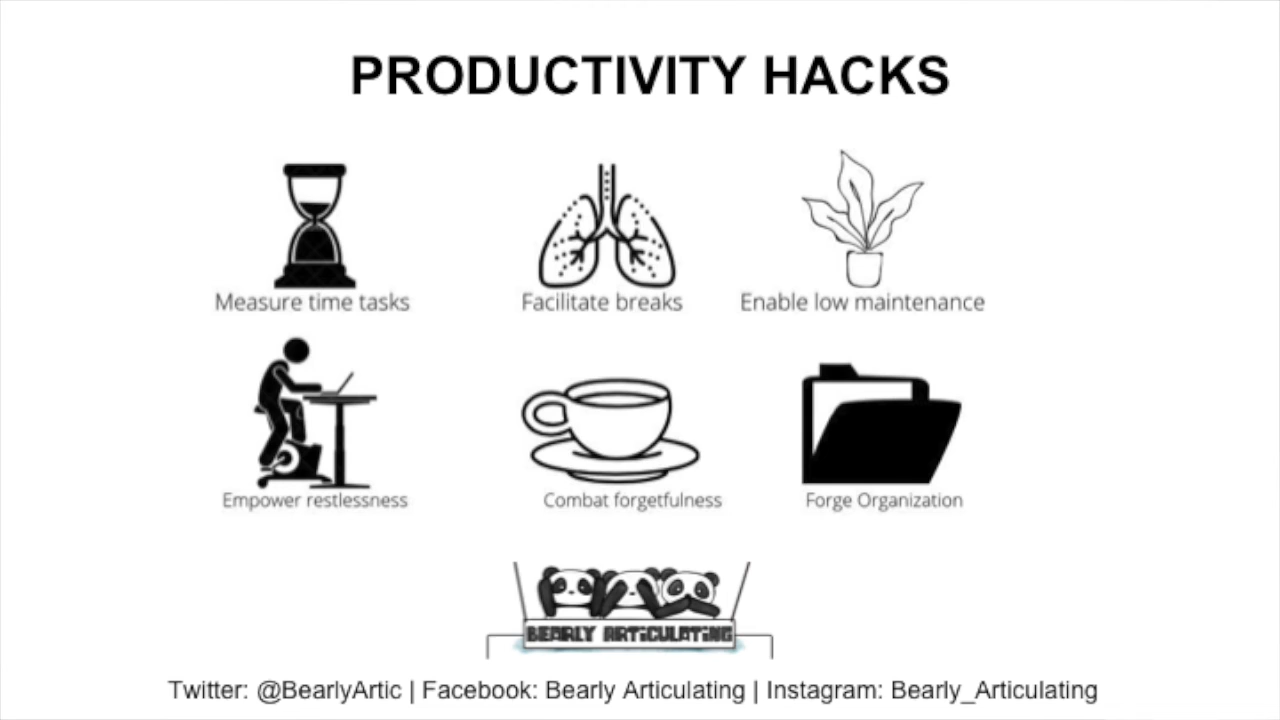 PRODUCTIVITY HACKS
Measure time tasks
Facilitate breaks
Enable low maintenance
Empower restlessness
Combat forgetfulness
Forge Organization
BEARLY ARTICULATING
Twitter: @BearlyArtic | Facebook: Bearly Articulating | Instagram: Bearly_Articulating